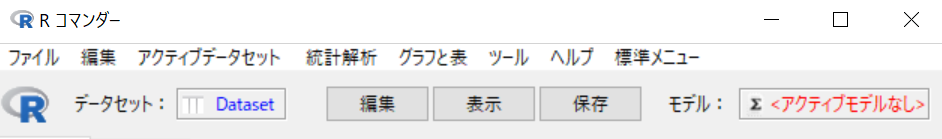 R R コマンダー
ファイル 編集 アクティブデータセット 統計解析 グラフと表 ツール ヘルプ 標準メニュー
R データセット： Dataset 編集 表示 保存 モデル： Σ <アクティブモデルなし>